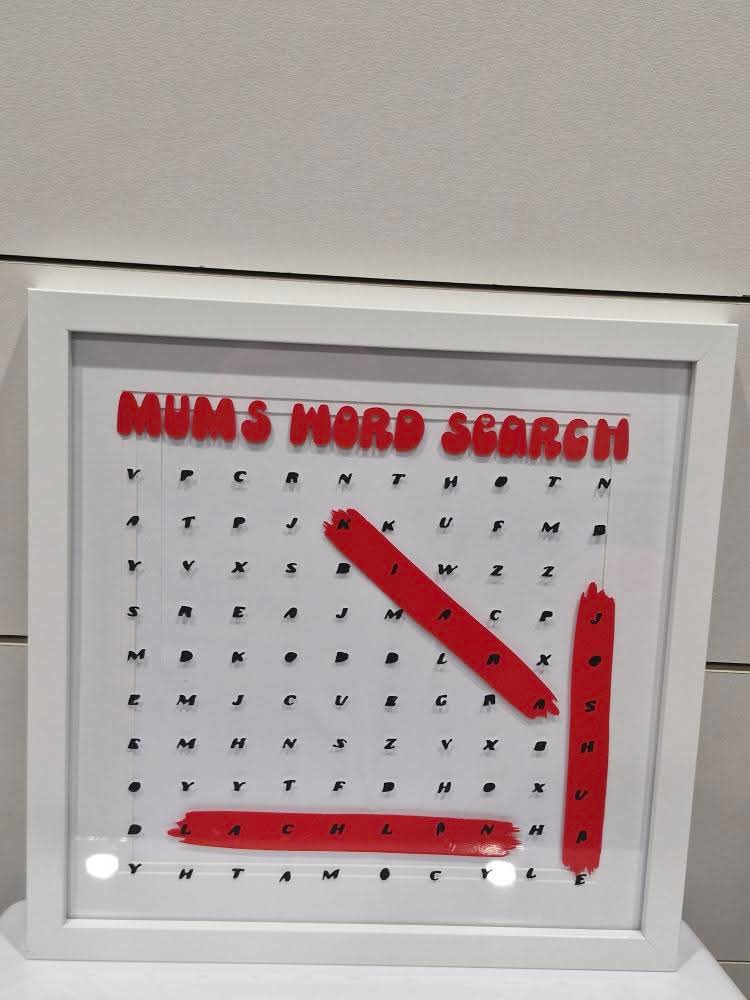 MUMS WORD SEARCH
V P C R N T H O T N
A T P J K K U F M B
Y V X S B I W Z Z
S R E A J M A C P J
M D K O D D L R X O
E M J C U E G R A S
E M H N S Z V X B H
O Y Y T F D H O X U
D L A C H L A N H A
Y H T A M O C Y L E